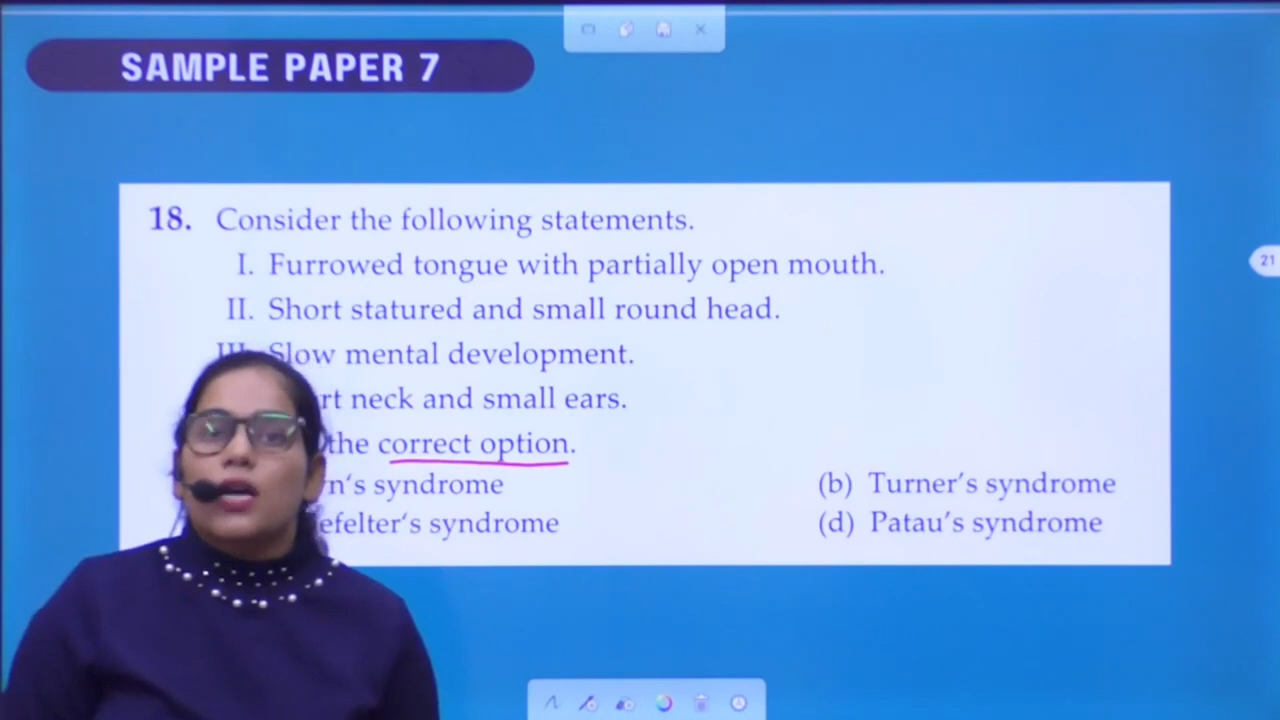 SAMPLE PAPER 7
18. Consider the following statements.
I. Furrowed tongue with partially open mouth.
II. Short statured and small round head.
III. Slow mental development.
neck and small ears.
the correct option.
syndrome
(b) Turner's syndrome
syndrome
(d) Patau's syndrome
21